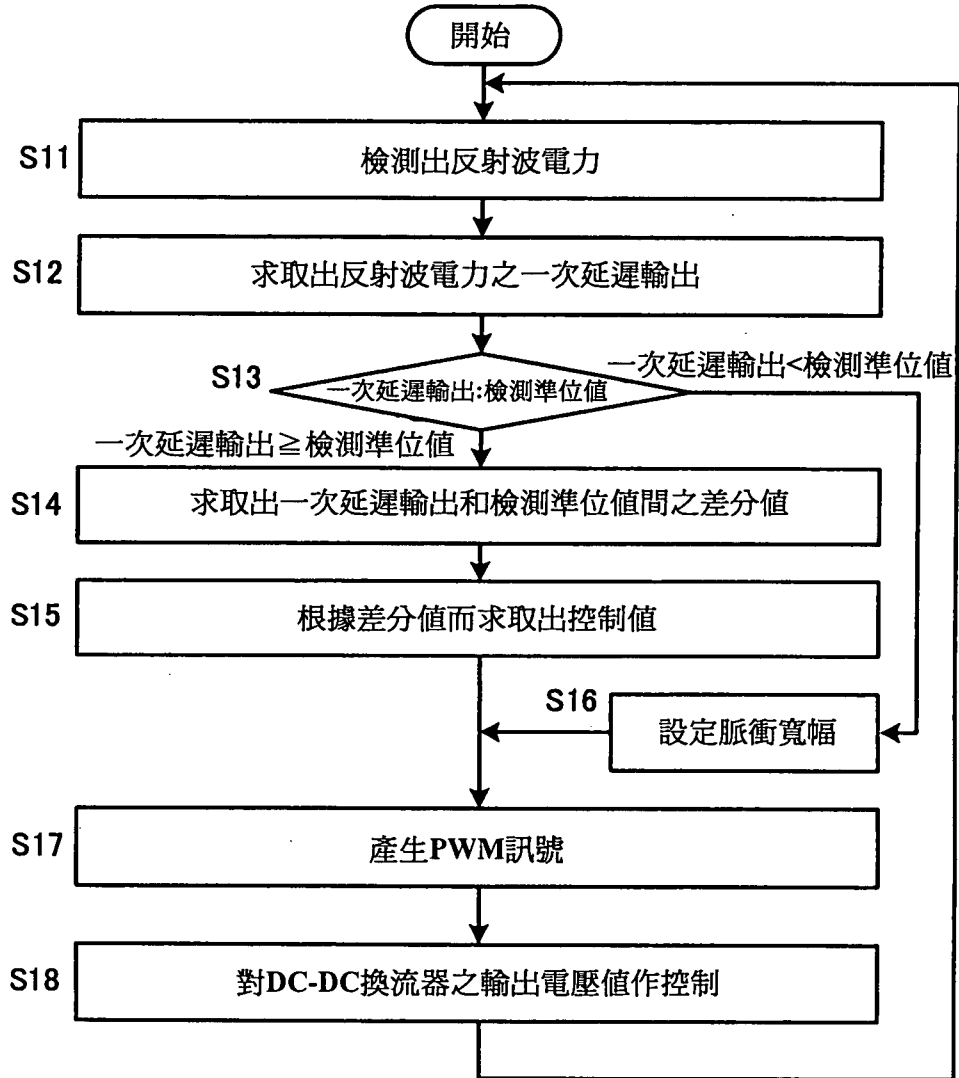 開始
S11
檢測出反射波電力
S12
求取出反射波電力之一次延遲輸出
S13
一次延遲輸出:檢測準位值
一次延遲輸出<檢測準位值
一次延遲輸出≧檢測準位值
S14
求取出一次延遲輸出和檢測準位值間之差分值
S15
根據差分值而求取出控制值
S16
設定脈衝寬幅
S17
產生PWM訊號
S18
對DC-DC換流器之輸出電壓值作控制